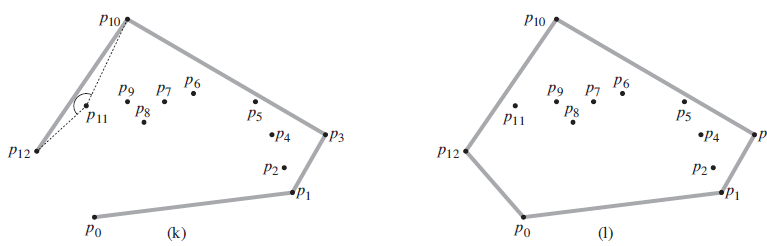 p10
p9 p7 p6
p11 p8 p5
p4 p3
p12
p2
p1
p0 (k)
p10
p9 p7 p6
p11 p8 p5
p4 p
p12
p2
p1
p0 (l)